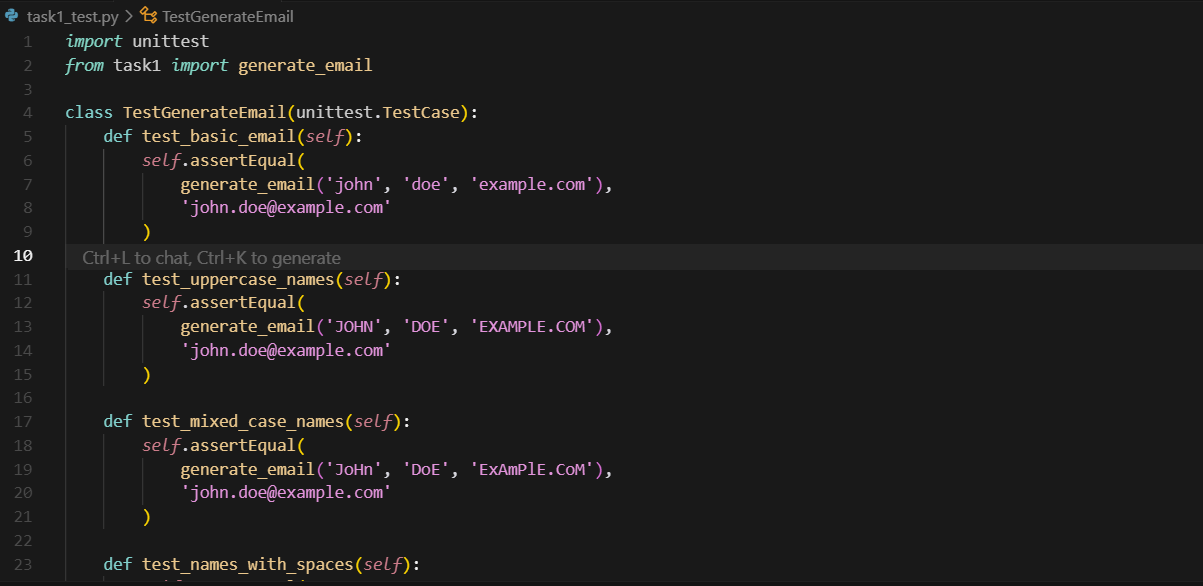 task1_test.py > TestGenerateEmail
1 import unittest
2 from task1 import generate_email
3
4 class TestGenerateEmail(unittest.TestCase):
5     def test_basic_email(self):
6         self.assertEqual(
7             generate_email('john', 'doe', 'example.com'),
8             'john.doe@example.com'
9         )
10 Ctrl+L to chat, Ctrl+K to generate
11     def test_uppercase_names(self):
12         self.assertEqual(
13             generate_email('JOHN', 'DOE', 'EXAMPLE.COM'),
14             'john.doe@example.com'
15         )
16
17     def test_mixed_case_names(self):
18         self.assertEqual(
19             generate_email('JoHn', 'DoE', 'ExAmPlE.CoM'),
20             'john.doe@example.com'
21         )
22
23     def test_names_with_spaces(self):